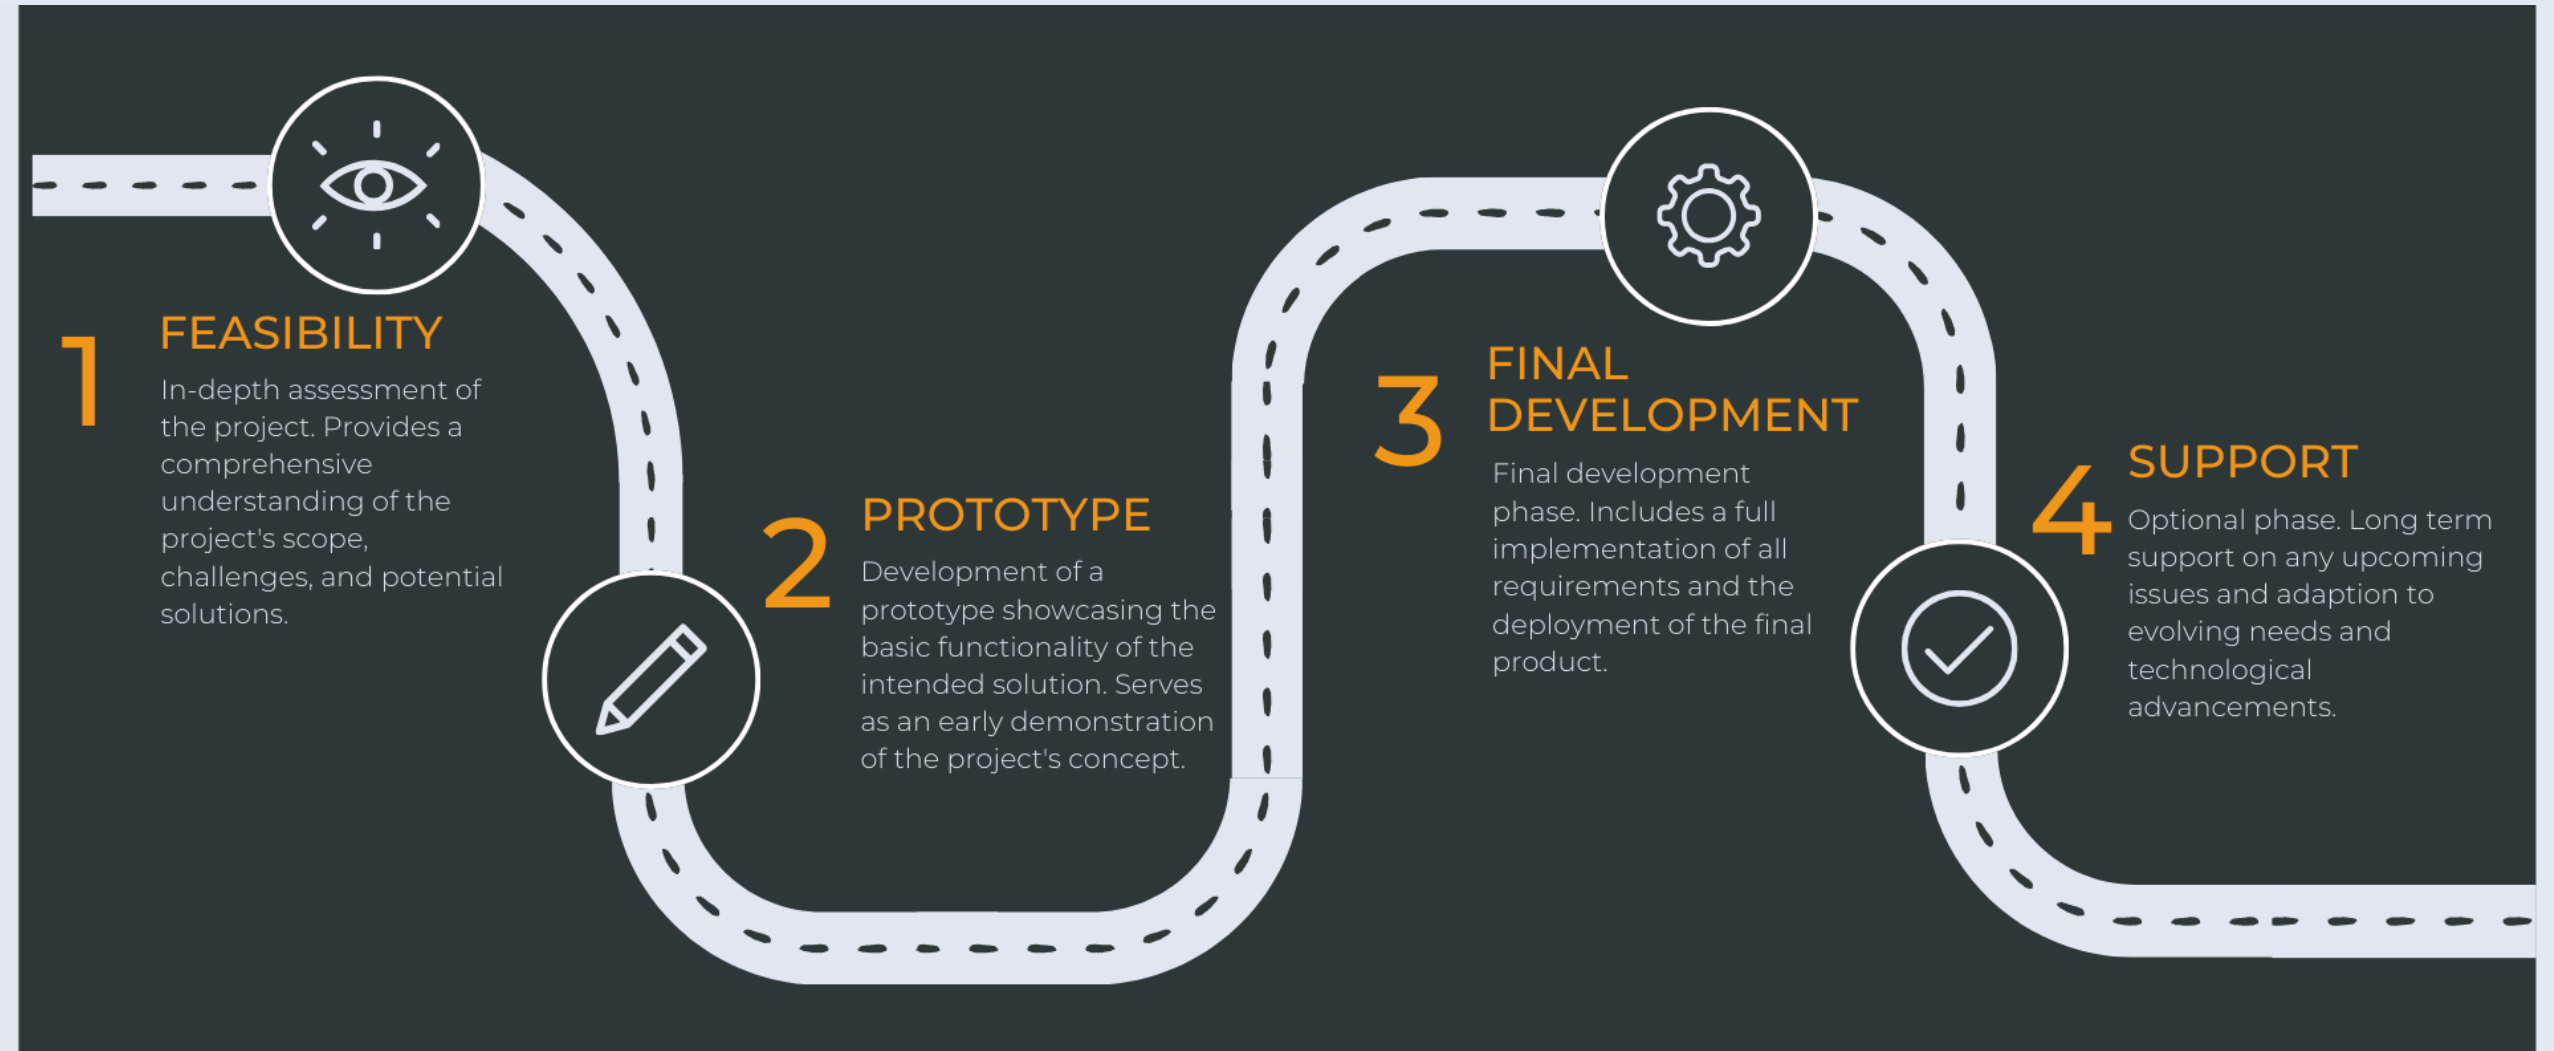 1
FEASIBILITY
In-depth assessment of
the project. Provides a
comprehensive
understanding of the
project's scope,
challenges, and potential
solutions.
2
PROTOTYPE
Development of a
prototype showcasing the
basic functionality of the
intended solution. Serves
as an early demonstration
of the project's concept.
3
FINAL
DEVELOPMENT
Final development
phase. Includes a full
implementation of all
requirements and the
deployment of the final
product.
4
SUPPORT
Optional phase. Long term
support on any upcoming
issues and adaption to
evolving needs and
technological
advancements.